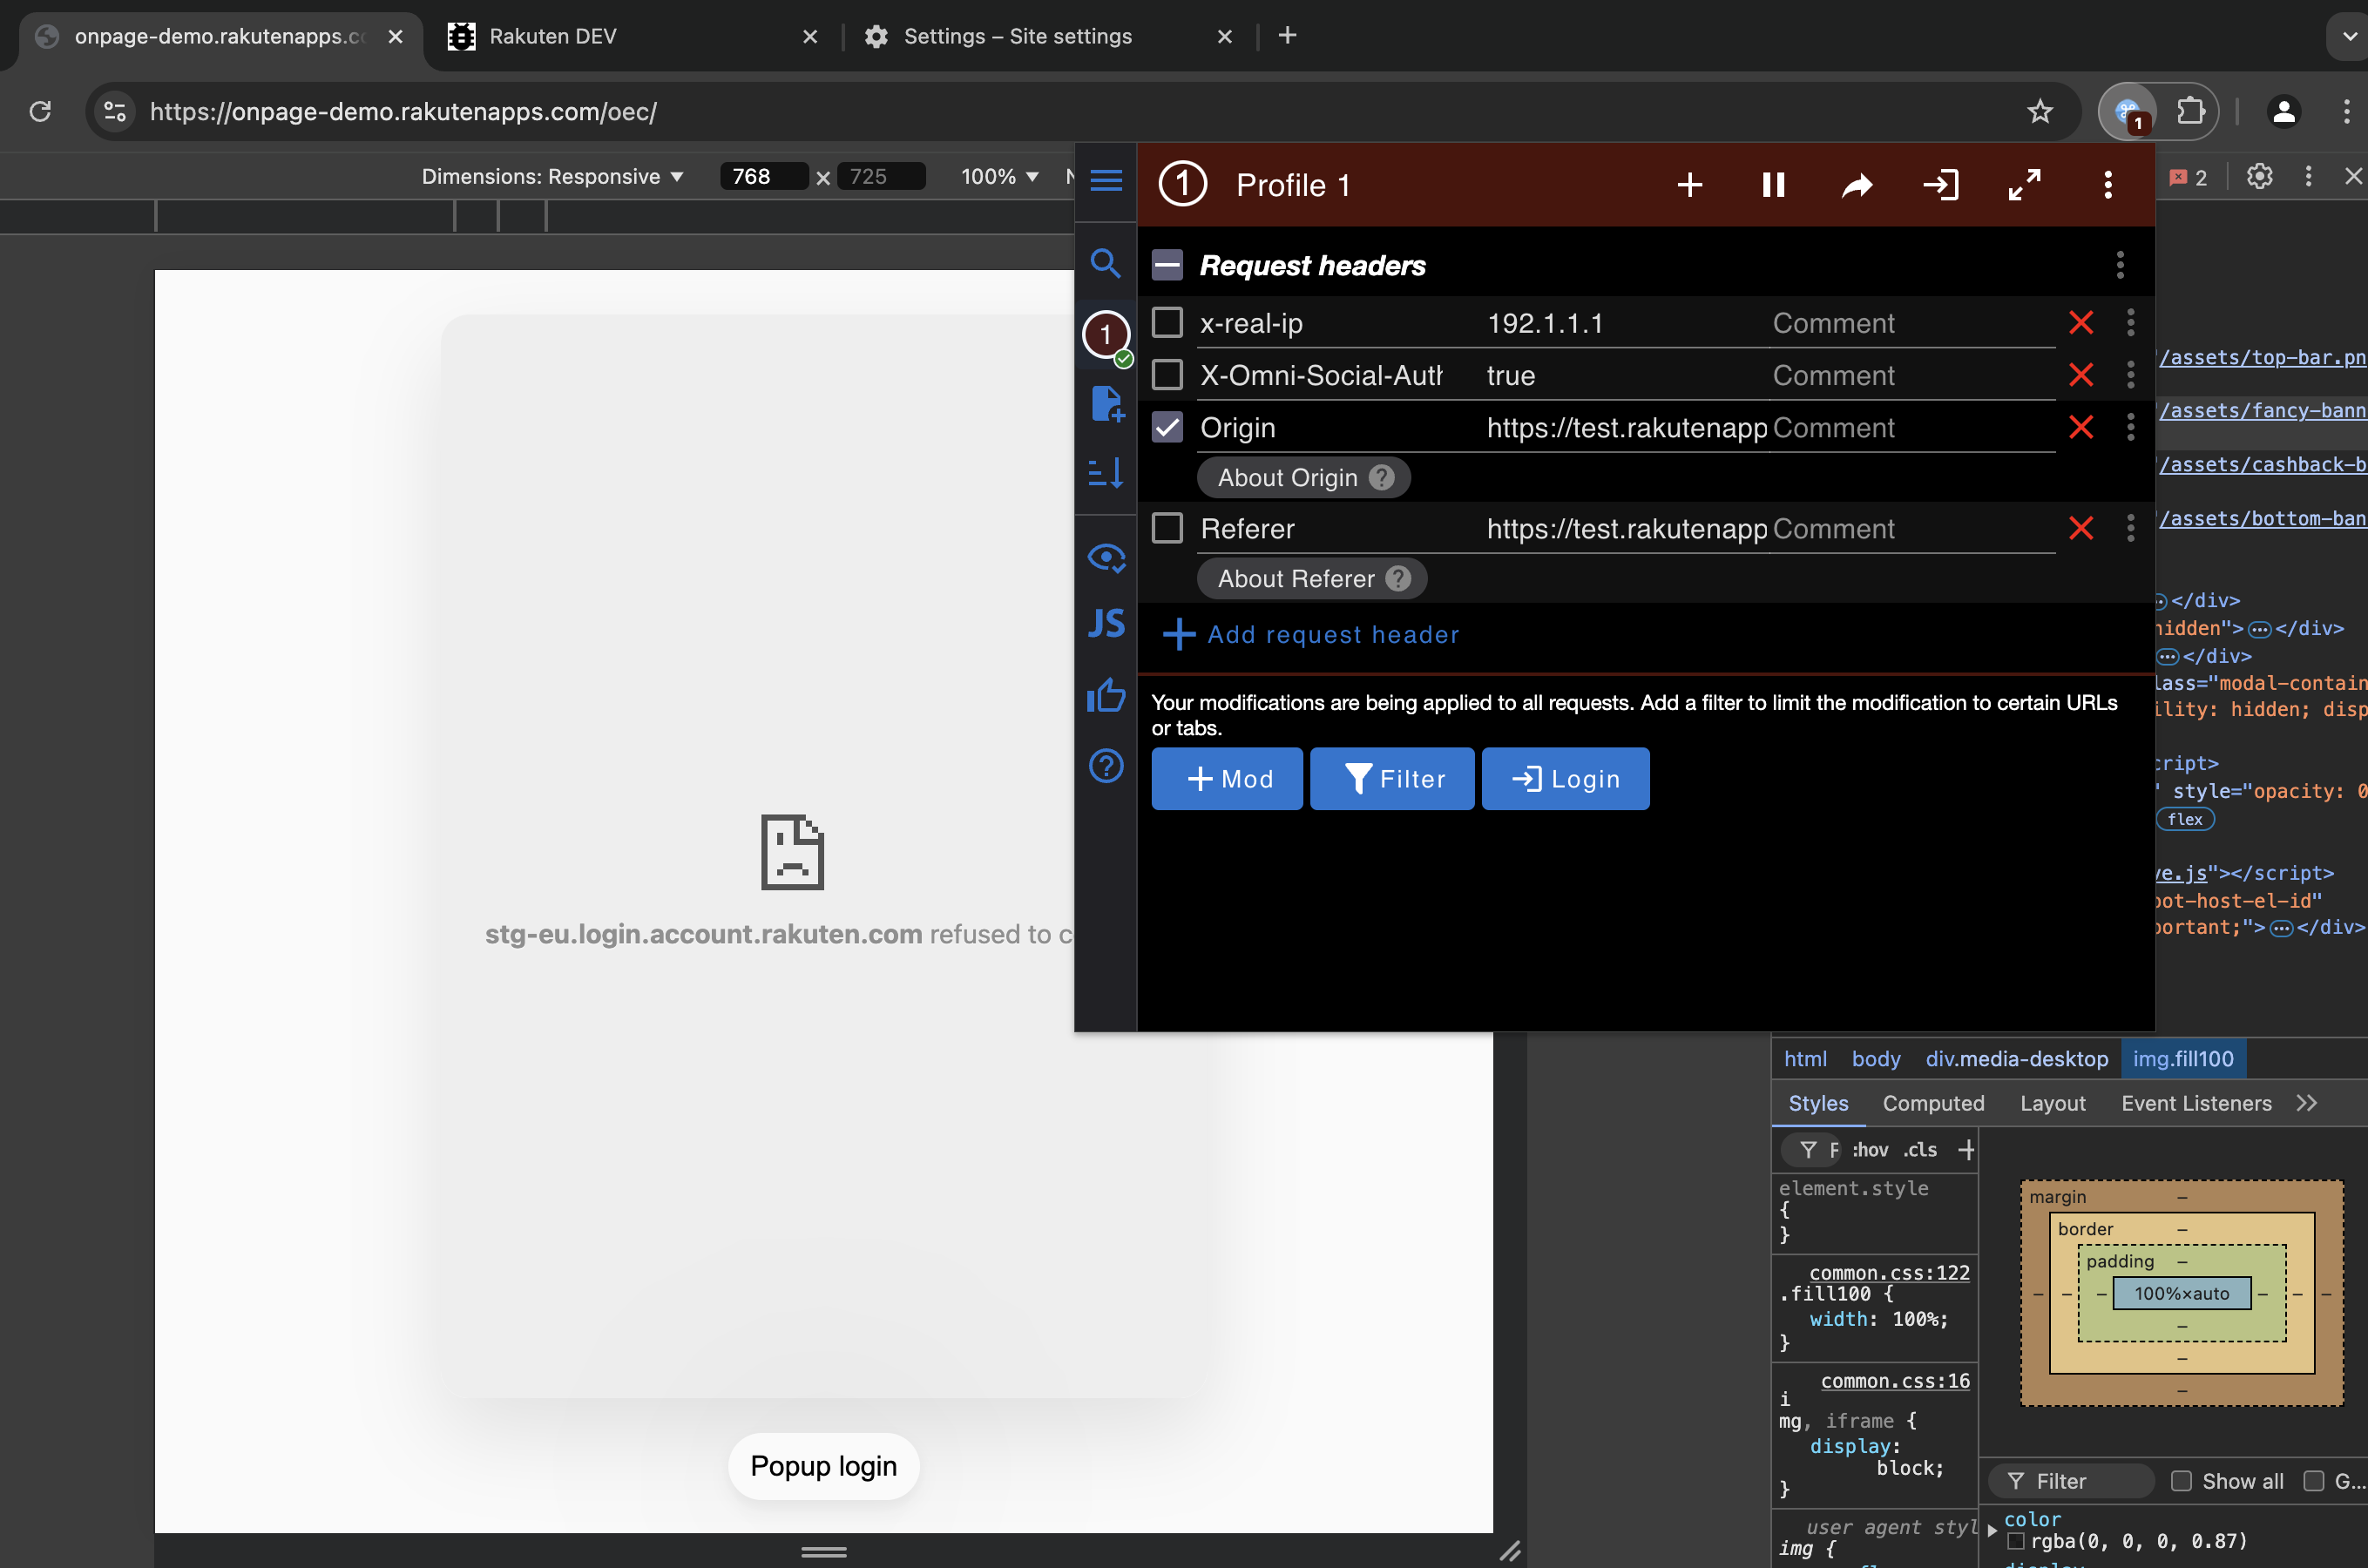 onpage-demo.rakutenapps.c
Rakuten DEV
Settings – Site settings
https://onpage-demo.rakutenapps.com/oec/
1
Dimensions: Responsive
768 × 725
100%
2
1 Profile 1
Request headers
1
x-real-ip 192.1.1.1 Comment
X-Omni-Social-Auth true Comment
Origin https://test.rakutenapp Comment
About Origin ?
Referer https://test.rakutenapp Comment
About Referer ?
JS
+ Add request header
Your modifications are being applied to all requests. Add a filter to limit the modification to certain URLs
or tabs.
+ Mod
Filter
Login
?
/assets/top-bar.pn
/assets/fancy-bann
/assets/cashback-b
/assets/bottom-ban
</div>
hidden"> </div>
</div>
lass="modal-contain
ility: hidden; disp
cript>
" style="opacity: 0
flex
ve.js"></script>
oot-host-el-id"
portant;"> </div>
stg-eu.login.account.rakuten.com refused to c
Popup login
html body div.media-desktop img.fill100
Styles Computed Layout Event Listeners
F :hov .cls +
element.style
{
}
common.css:122
.fill100 {
width: 100%;
}
common.css:16
i
mg, iframe {
display:
block;
}
user agent styl
img {
margin –
border –
padding –
– – – 100%×auto – – –
–
–
–
Filter Show all G...
color
rgba(0, 0, 0, 0.87)